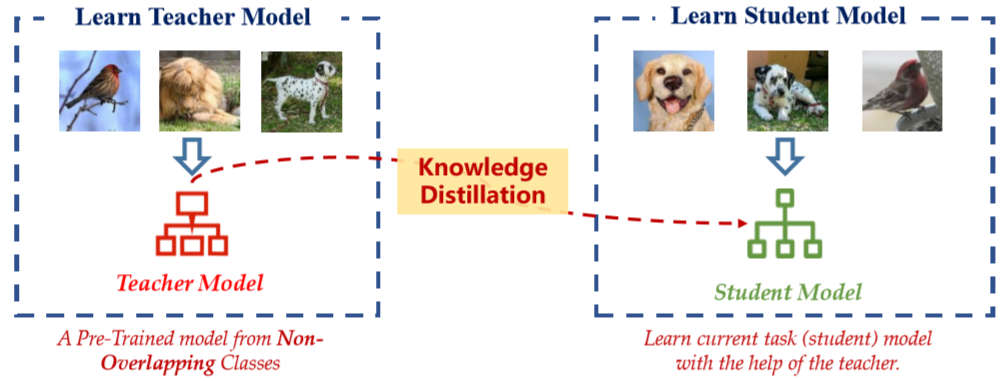 Learn Teacher Model
Learn Student Model
Knowledge
Distillation
Teacher Model
Student Model
A Pre-Trained model from Non-
Overlapping Classes
Learn current task (student) model
with the help of the teacher.